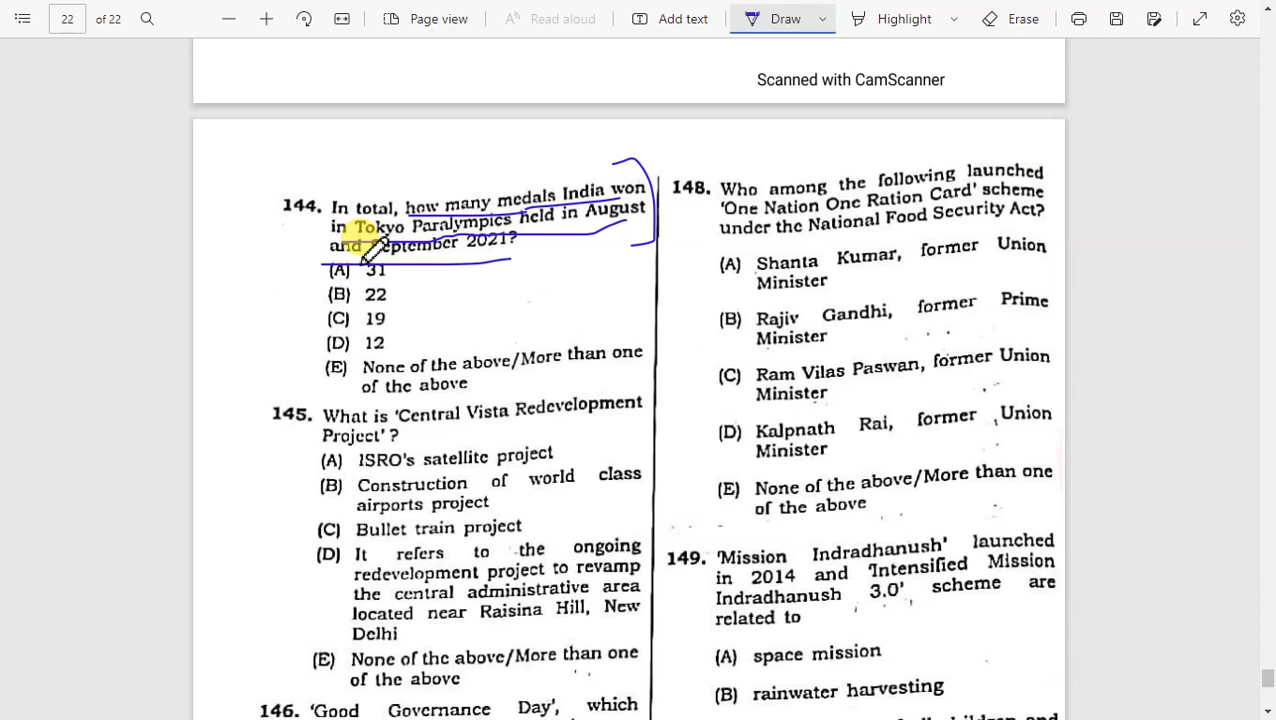 22
of 22
Page view
Read aloud
Add text
Draw
Highlight
Erase
Scanned with CamScanner
144. In total, how many medals India won
in Tokyo Paralympics held in August
and September 2021?
(A) 31
(B) 22
(C) 19
(D) 12
(E) None of the above/More than one
of the above
145. What is 'Central Vista Redevelopment
Project' ?
(A) ISRO's satellite project
(B) Construction of world class
airports project
(C) Bullet train project
(D) It refers to the ongoing
redevelopment project to revamp
the central administrative area
located near Raisina Hill, New
Delhi
(E) None of the above/More than one
of the above
146. 'Good Governance Day', which
148. Who among the following launched
'One Nation One Ration Card' scheme
under the National Food Security Act?
(A) Shanta Kumar, former Union
Minister
(B) Rajiv Gandhi, former Prime
Minister
(C) Ram Vilas Paswan, former Union
Minister
(D) Kalpnath Rai, former Union
Minister
(E) None of the above/More than one
of the above
149. 'Mission Indradhanush' launched
in 2014 and 'Intensified Mission
Indradhanush 3.0' scheme are
related to
(A) space mission
(B) rainwater harvesting